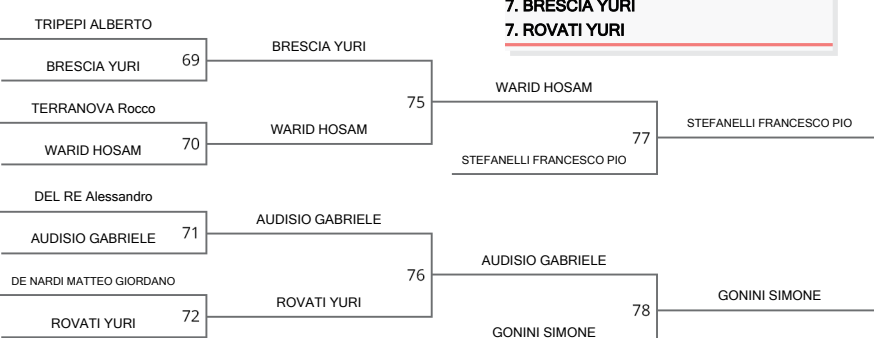 7. BRESCIA YURI
7. ROVATI YURI
TRIPEPI ALBERTO
BRESCIA YURI
69
BRESCIA YURI
TERRANOVA Rocco
WARID HOSAM
70
WARID HOSAM
75
WARID HOSAM
STEFANELLI FRANCESCO PIO
77
STEFANELLI FRANCESCO PIO
DEL RE Alessandro
AUDISIO GABRIELE
71
AUDISIO GABRIELE
DE NARDI MATTEO GIORDANO
ROVATI YURI
72
ROVATI YURI
76
AUDISIO GABRIELE
GONINI SIMONE
78
GONINI SIMONE